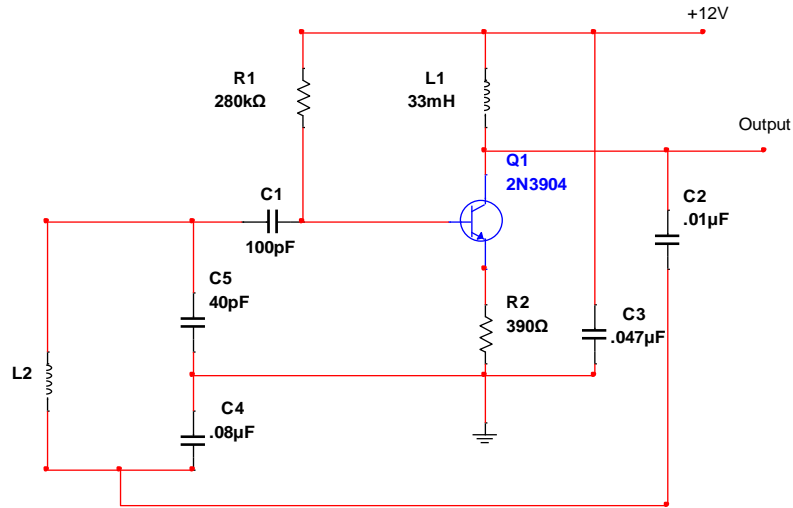 +12V
R1
280kΩ
L1
33mH
Output
Q1
2N3904
C1
100pF
C2
.01µF
C5
40pF
R2
390Ω
C3
.047µF
L2
C4
.08µF